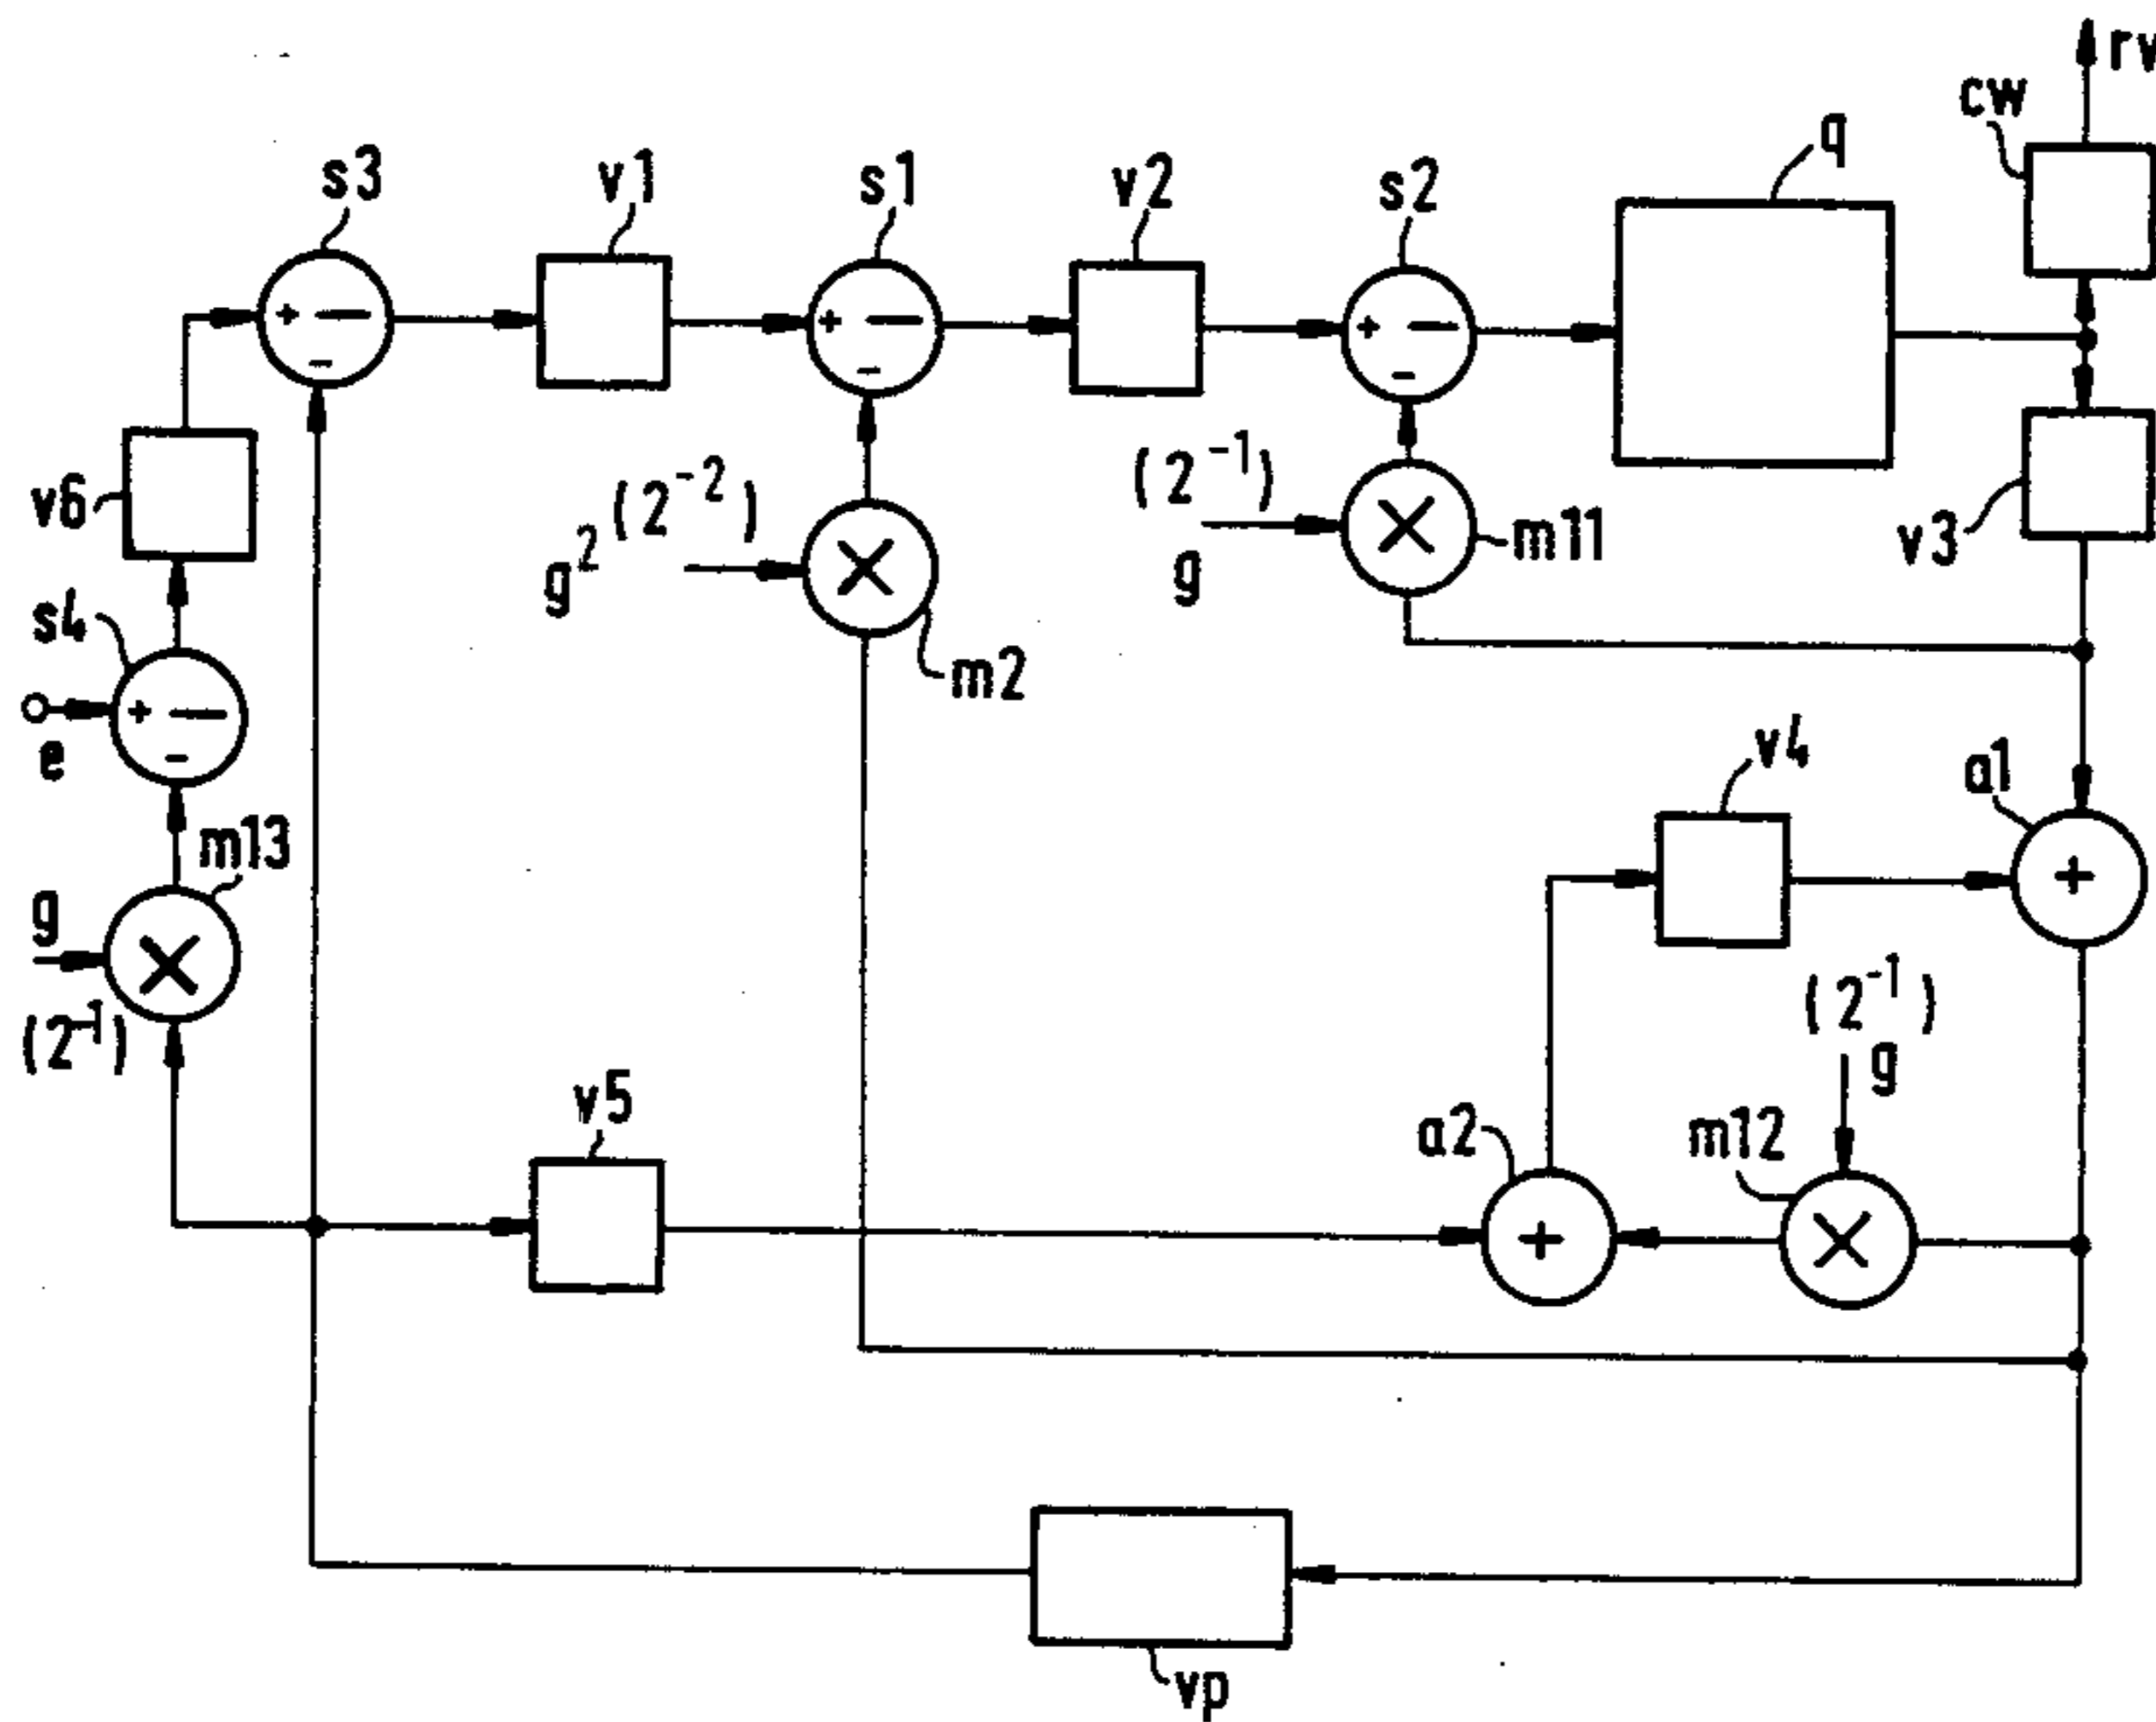 rv
cw
q
s3
v1
s1
v2
s2
+ −
−
+ −
−
+ −
−
(2⁻¹)
g
m11
v3
v6
g² (2⁻²)
m2
s4
+ −
−
e
v4
a1
+
m13
g
(2⁻¹)
(2⁻¹)
g
v5
a2
m12
+
vp